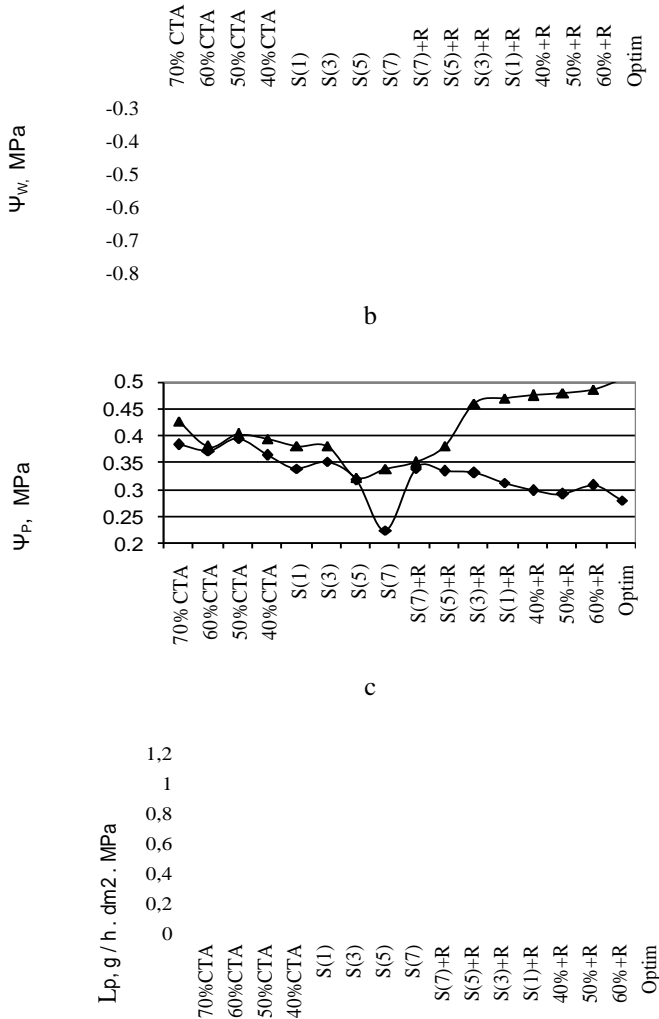 70% CTA 60%CTA 50%CTA 40%CTA S(1) S(3) S(5) S(7) S(7)+R S(5)+R S(3)+R S(1)+R 40%+R 50%+R 60%+R Optim
Ψw, MPa
-0.3
-0.4
-0.5
-0.6
-0.7
-0.8
b
ΨP, MPa
0.5
0.45
0.4
0.35
0.3
0.25
0.2
70% CTA 60%CTA 50%CTA 40%CTA S(1) S(3) S(5) S(7) S(7)+R S(5)+R S(3)+R S(1)+R 40%+R 50%+R 60%+R Optim
c
Lp, g / h . dm2 . MPa
1,2
1
0,8
0,6
0,4
0,2
0
70%CTA 60%CTA 50%CTA 40%CTA S(1) S(3) S(5) S(7) S(7)+R S(5)+R S(3)+R S(1)+R 40%+R 50%+R 60%+R Optim